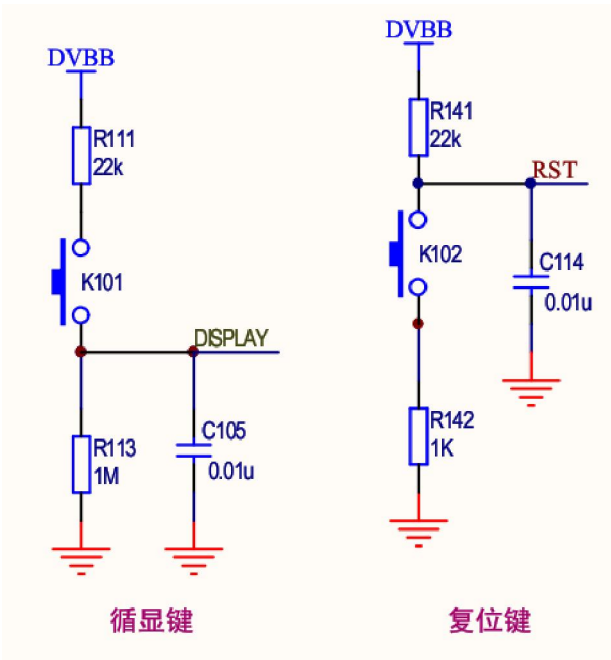 DVBB
R111
22k
K101
DISPLAY
R113
1M
C105
0.01u
循显键
DVBB
R141
22k
RST
K102
C114
0.01u
R142
1K
复位键